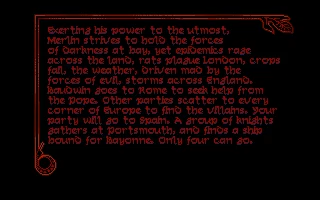 Exerting his power to the utmost,
Merlin strives to hold the forces
of darkness at bay, yet epidemics rage
across the land, rats plague London, crops
fail, the weather, driven mad by the
forces of evil, storms across England.
Baudwin goes to Rome to seek help from
the Pope. Other parties scatter to every
corner of Europe to find the villains. Your
party will go to Spain. A group of knights
gathers at Portsmouth, and finds a ship
bound for Bayonne. Only four can go.